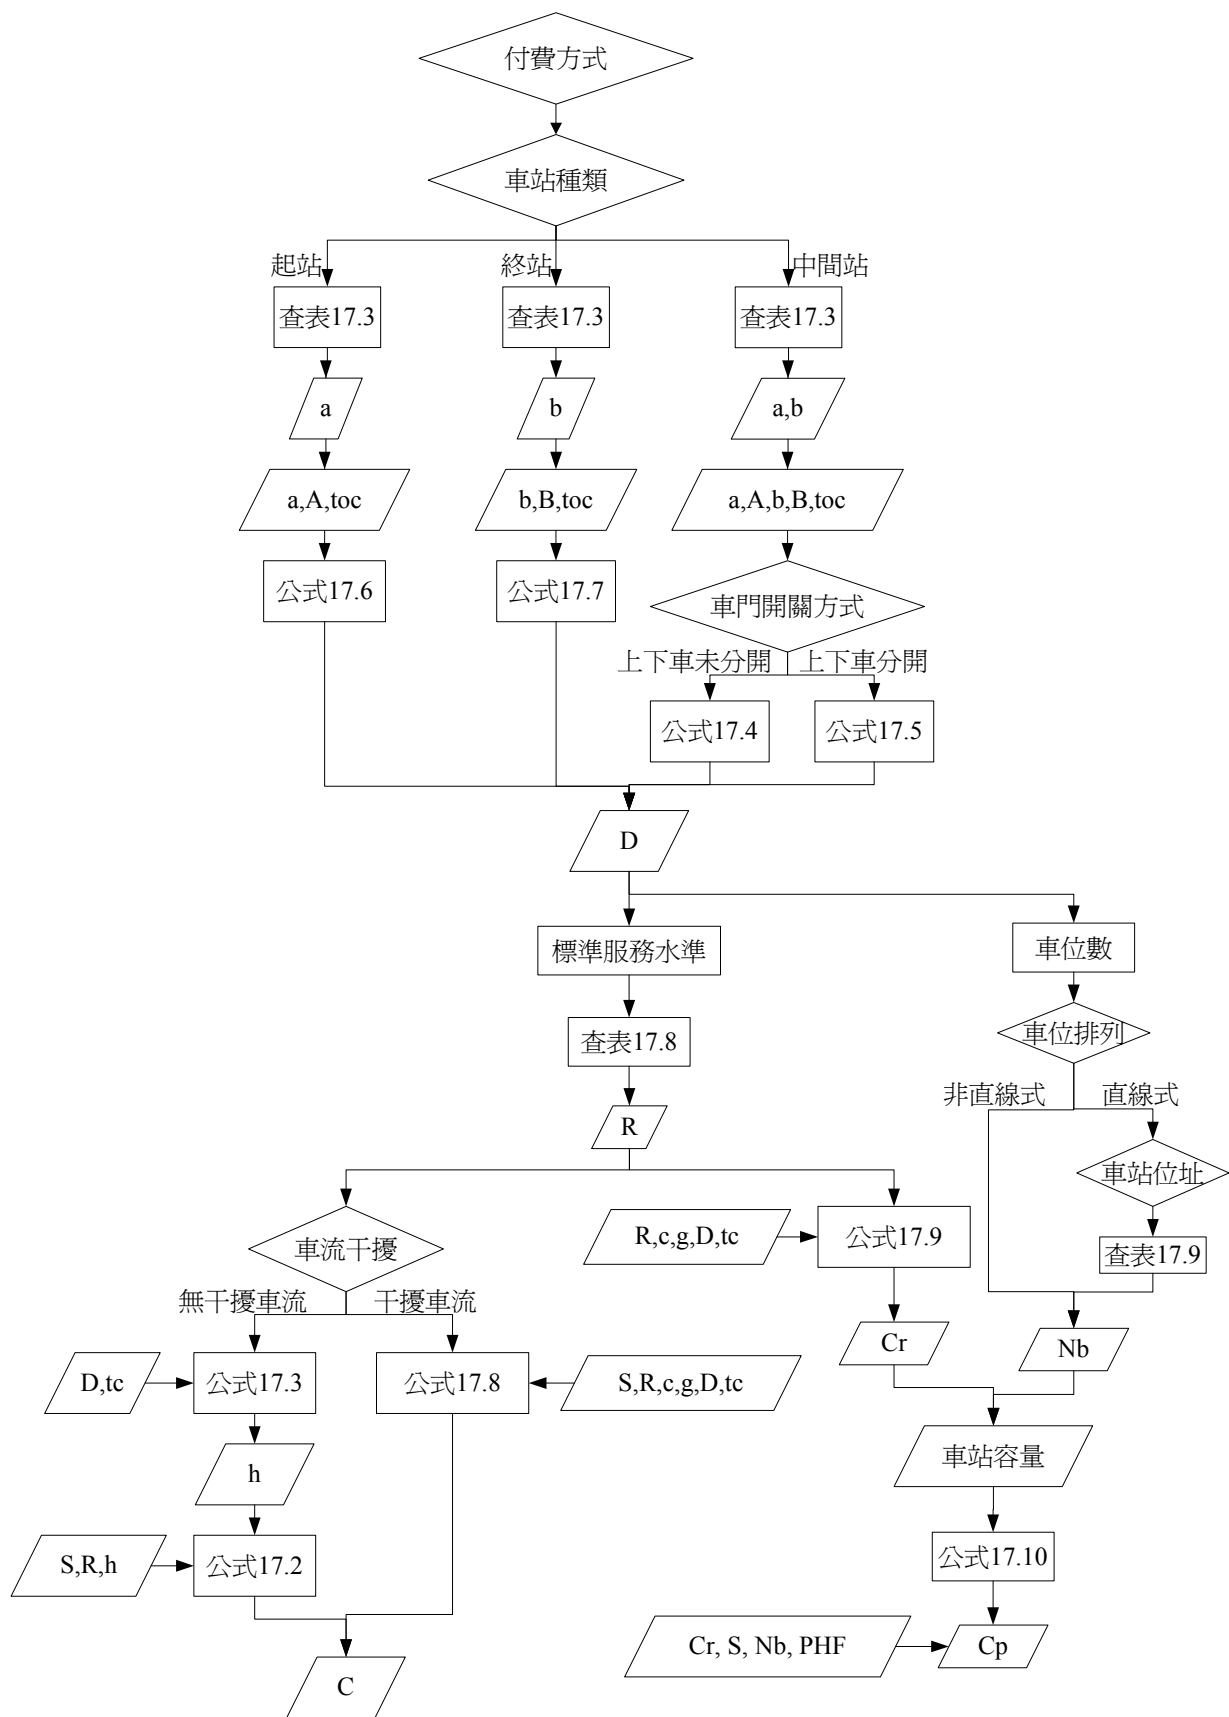 付費方式
車站種類
起站
終站
中間站
查表17.3
查表17.3
查表17.3
a
b
a,b
a,A,toc
b,B,toc
a,A,b,B,toc
公式17.6
公式17.7
車門開關方式
上下車未分開
上下車分開
公式17.4
公式17.5
D
標準服務水準
車位數
查表17.8
車位排列
非直線式
直線式
R
車站位址
R,c,g,D,tc
公式17.9
車流干擾
查表17.9
無干擾車流
干擾車流
Cr
Nb
D,tc
公式17.3
公式17.8
S,R,c,g,D,tc
車站容量
h
S,R,h
公式17.2
公式17.10
Cr, S, Nb, PHF
Cp
C